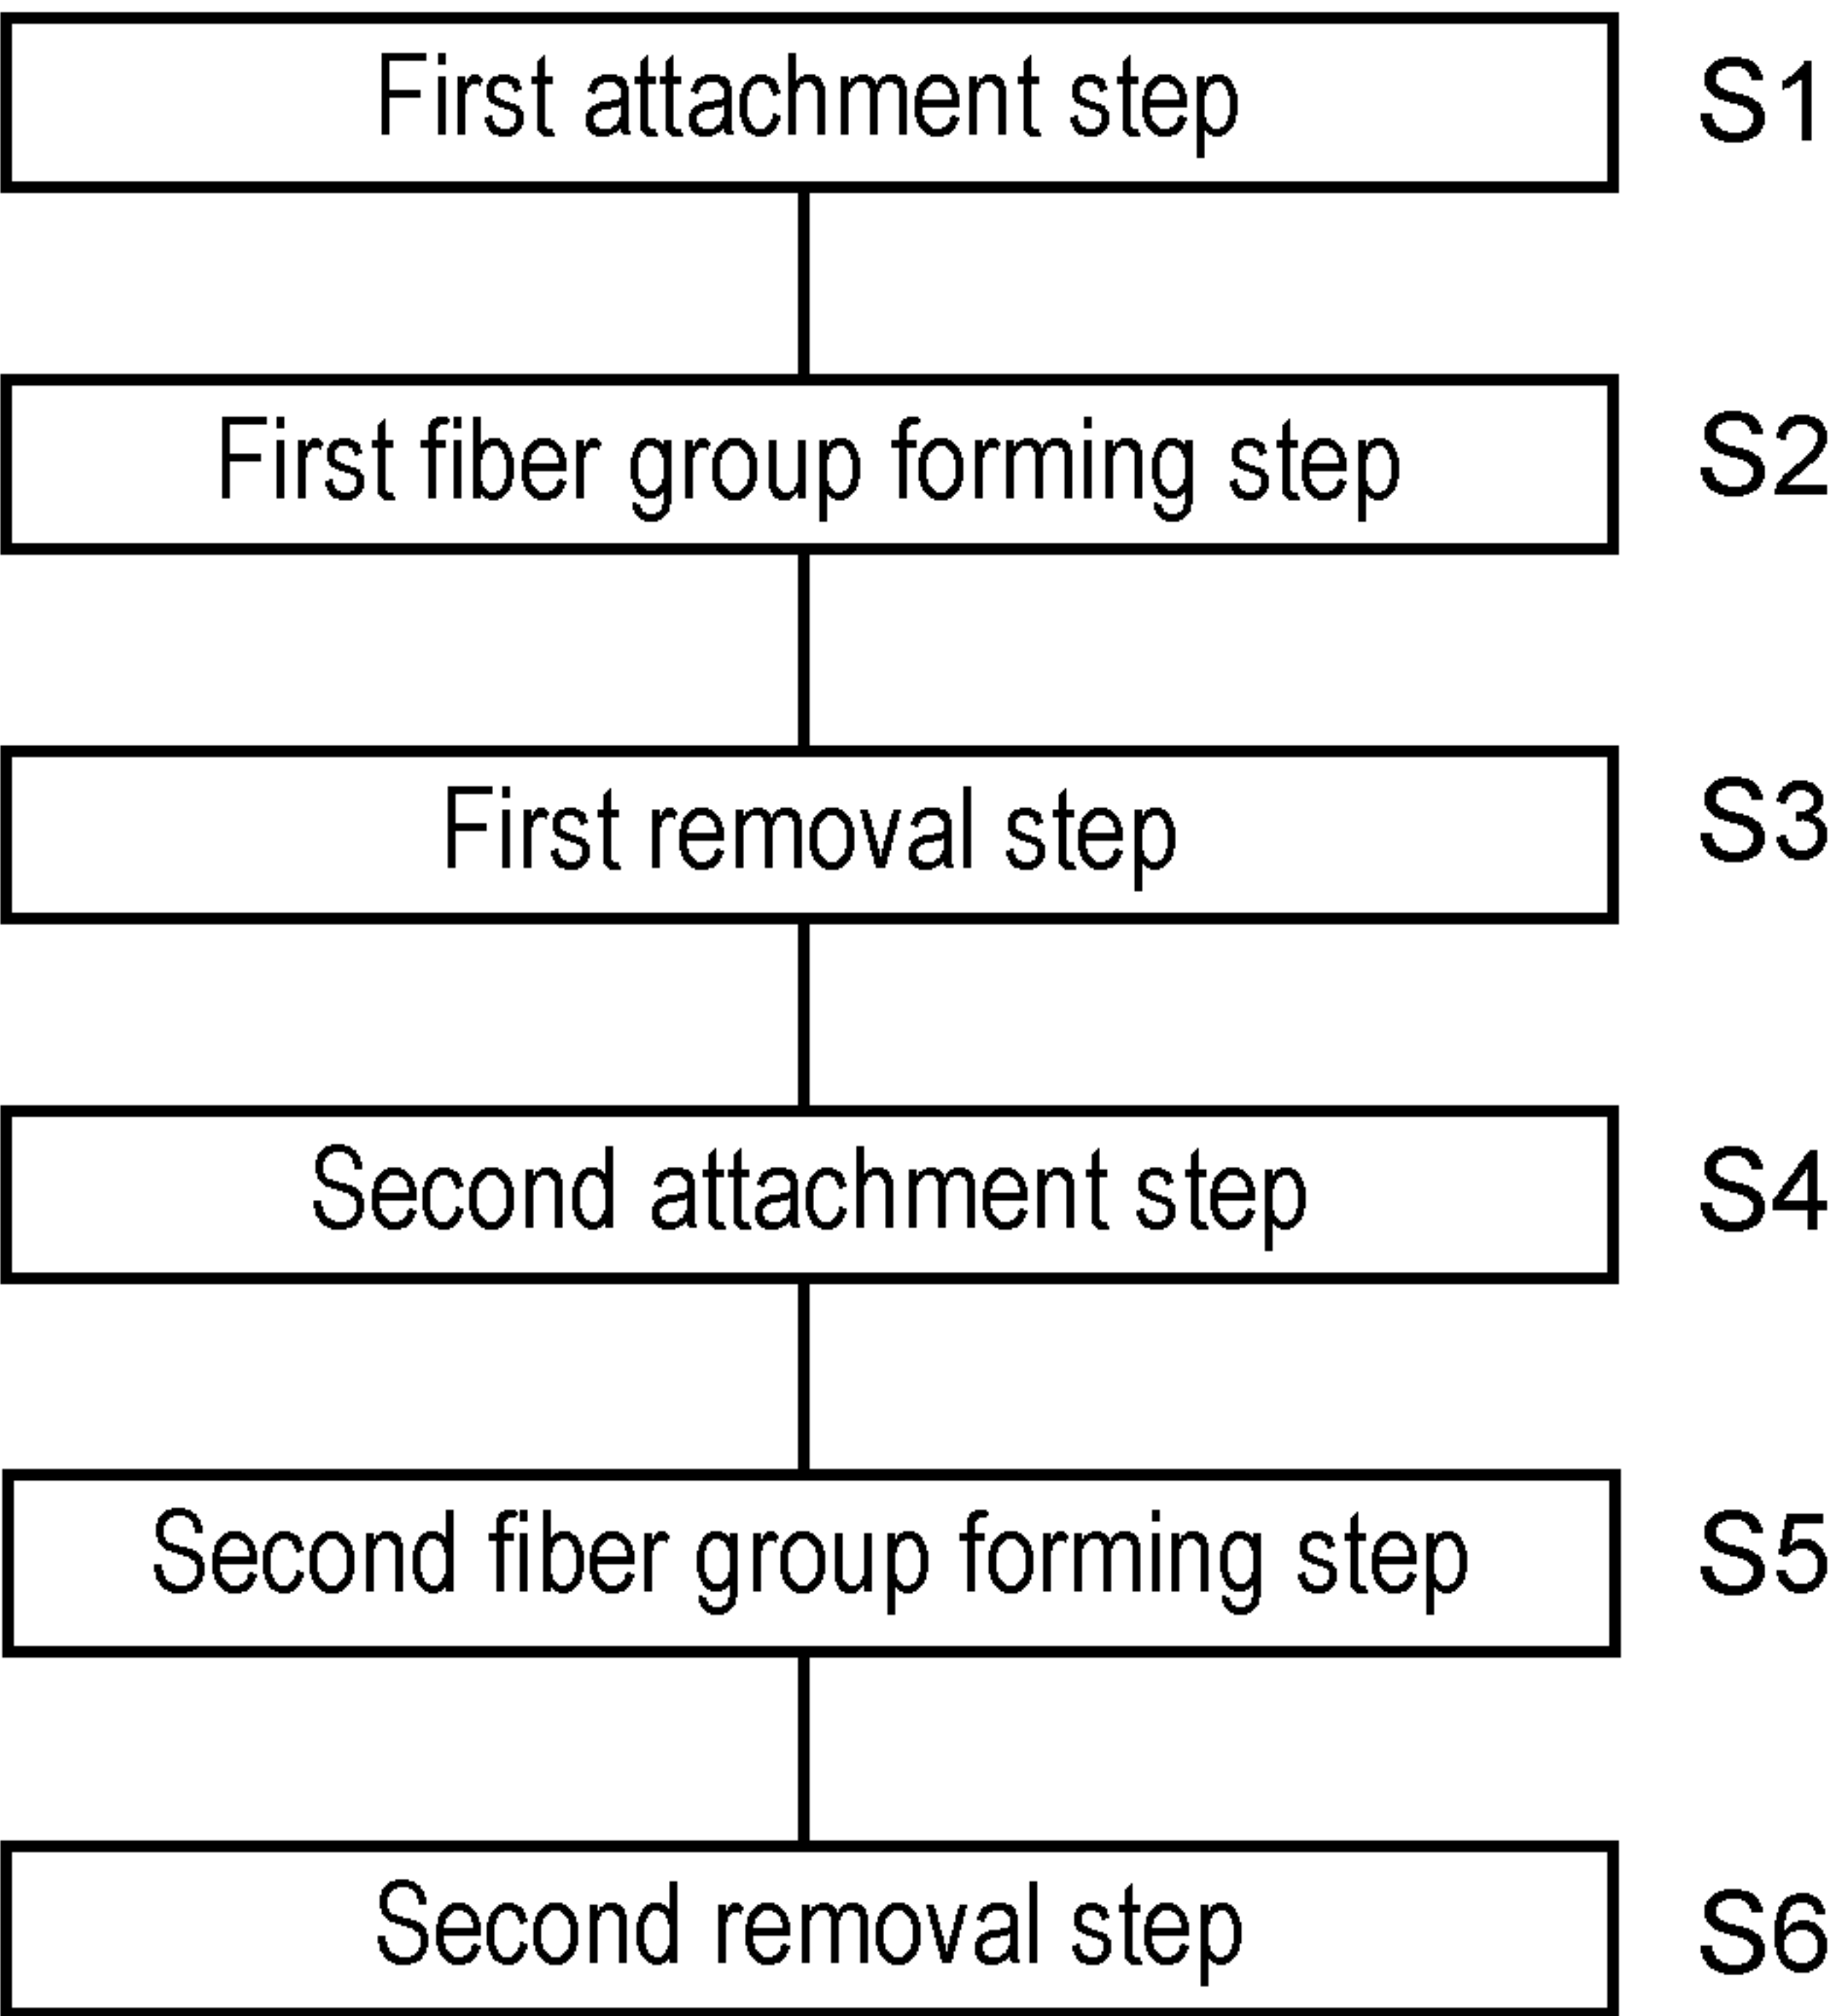 First attachment step S1
First fiber group forming step S2
First removal step S3
Second attachment step S4
Second fiber group forming step S5
Second removal step S6